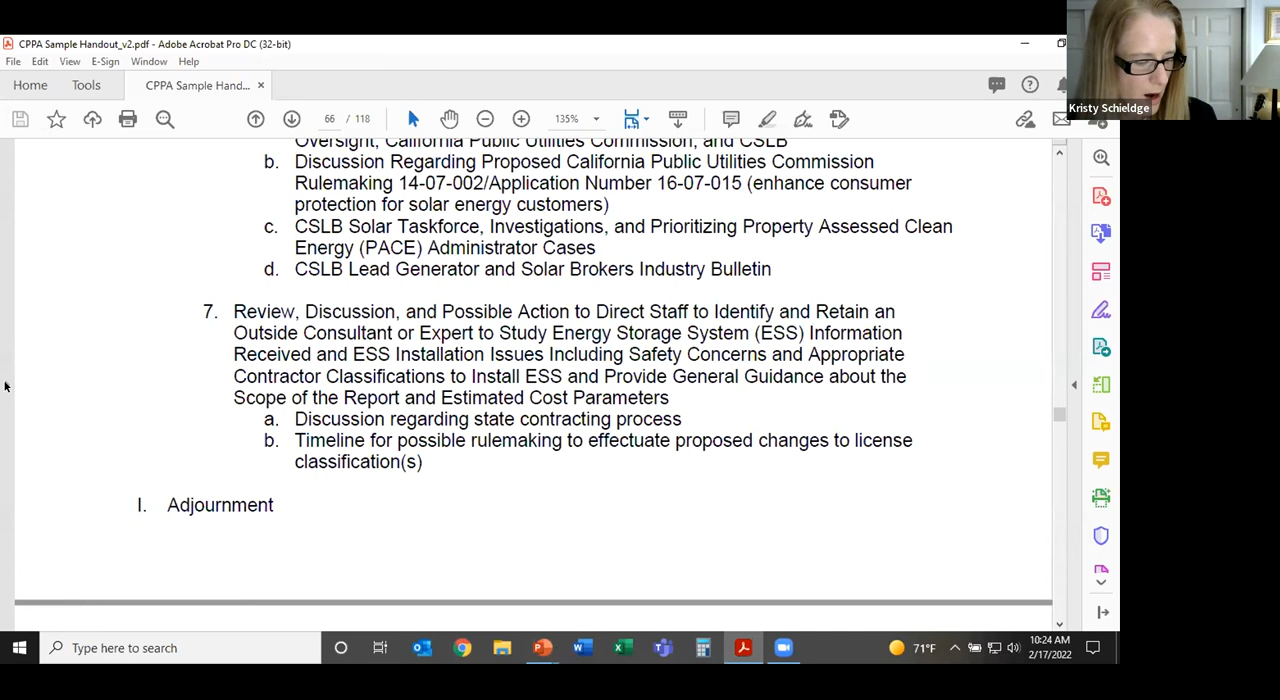 CPPA Sample Handout_v2.pdf - Adobe Acrobat Pro DC (32-bit)
File Edit View E-Sign Window Help
Home Tools CPPA Sample Hand... ×
66 / 118 135%
Kristy Schieldge
Oversight, California Public Utilities Commission, and CSLB
b. Discussion Regarding Proposed California Public Utilities Commission
Rulemaking 14-07-002/Application Number 16-07-015 (enhance consumer
protection for solar energy customers)
c. CSLB Solar Taskforce, Investigations, and Prioritizing Property Assessed Clean
Energy (PACE) Administrator Cases
d. CSLB Lead Generator and Solar Brokers Industry Bulletin
7. Review, Discussion, and Possible Action to Direct Staff to Identify and Retain an
Outside Consultant or Expert to Study Energy Storage System (ESS) Information
Received and ESS Installation Issues Including Safety Concerns and Appropriate
Contractor Classifications to Install ESS and Provide General Guidance about the
Scope of the Report and Estimated Cost Parameters
a. Discussion regarding state contracting process
b. Timeline for possible rulemaking to effectuate proposed changes to license
classification(s)
I. Adjournment
Type here to search
71°F
10:24 AM
2/17/2022